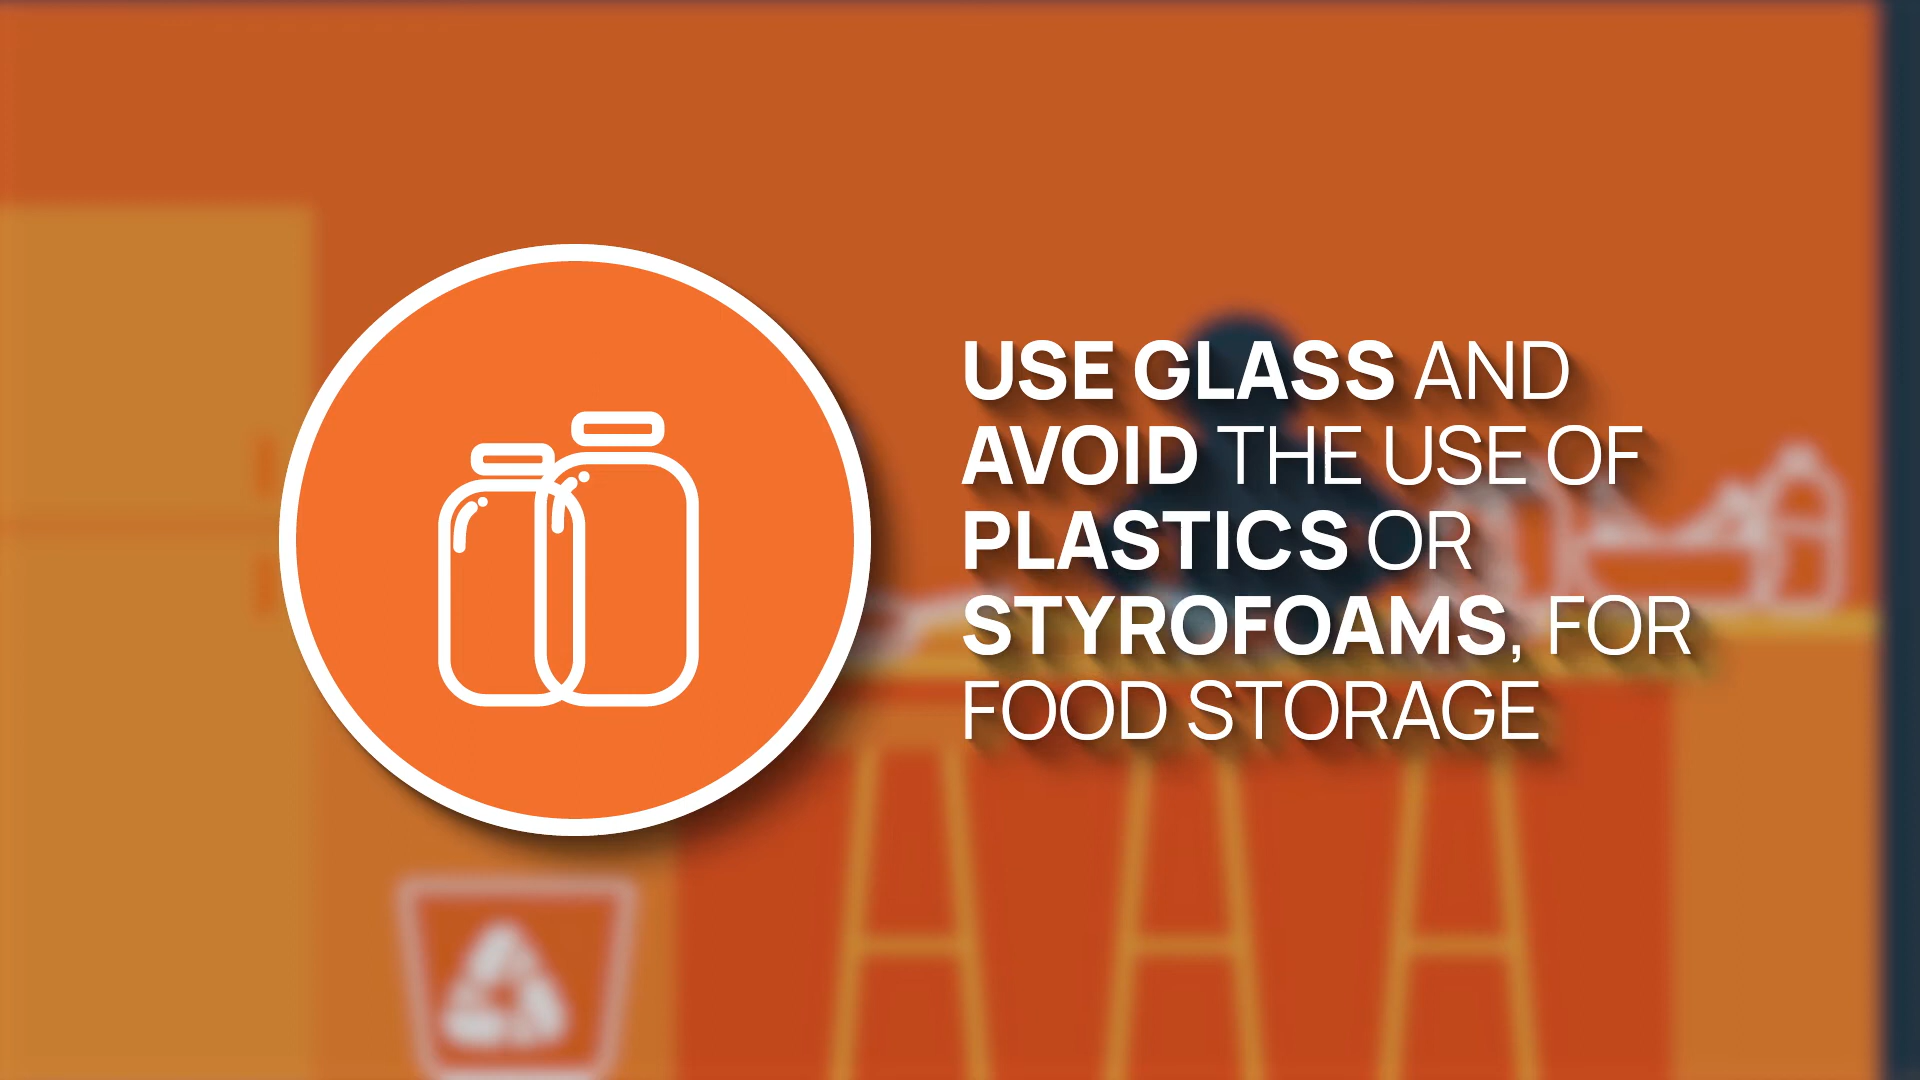 USE GLASS AND
AVOID THE USE OF
PLASTICS OR
STYROFOAMS, FOR
FOOD STORAGE